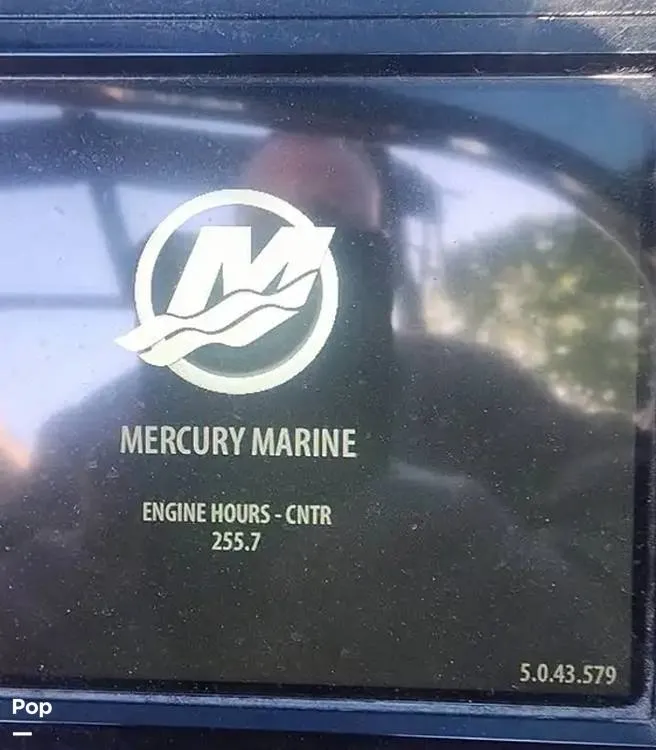 M
MERCURY MARINE
ENGINE HOURS - CNTR
255.7
5.0.43.579
Pop